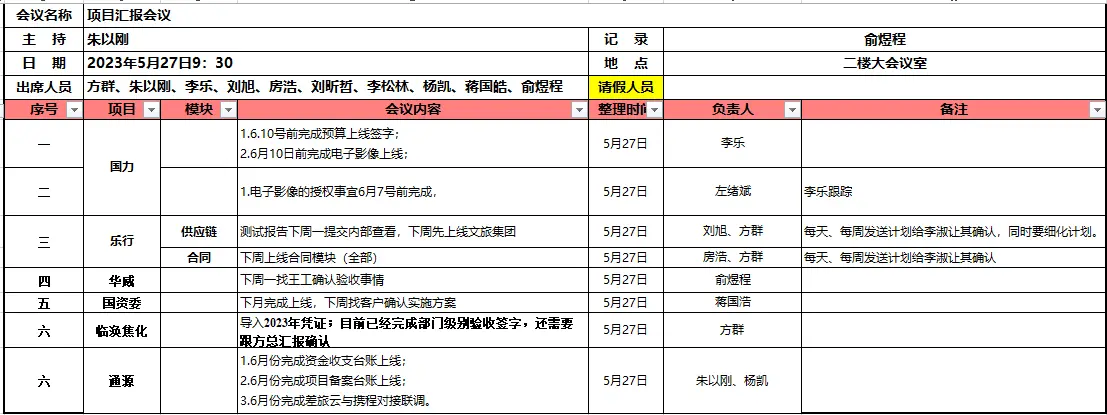 会议名称 项目汇报会议
主 持 朱以刚 记 录 俞煜程
日 期 2023年5月27日9：30 地 点 二楼大会议室
出席人员 方群、朱以刚、李乐、刘旭、房浩、刘昕哲、李松林、杨凯、蒋国皓、俞煜程 请假人员
序号 项目 模块 会议内容 整理时间 负责人 备注
一 国力 1.6.10号前完成预算上线签字； 5月27日 李乐
2.6月10日前完成电子影像上线；
二 1.电子影像的授权事宜6月7号前完成， 5月27日 左绪斌 李乐跟踪
三 乐行 供应链 测试报告下周一提交内部查看，下周先上线文旅集团 5月27日 刘旭、方群 每天、每周发送计划给李淑让其确认，同时要细化计划。
合同 下周上线合同模块（全部） 5月27日 房浩、方群 每天、每周发送计划给李淑让其确认
四 华威 下周一找王工确认验收事情 5月27日 俞煜程
五 国资委 下月完成上线，下周找客户确认实施方案 5月27日 蒋国浩
六 临涣焦化 导入2023年凭证；目前已经完成部门级别验收签字，还需要 5月27日 方群
跟方总汇报确认
六 通源 1.6月份完成资金收支台账上线； 5月27日 朱以刚、杨凯
2.6月份完成项目备案台账上线；
3.6月份完成差旅云与携程对接联调。